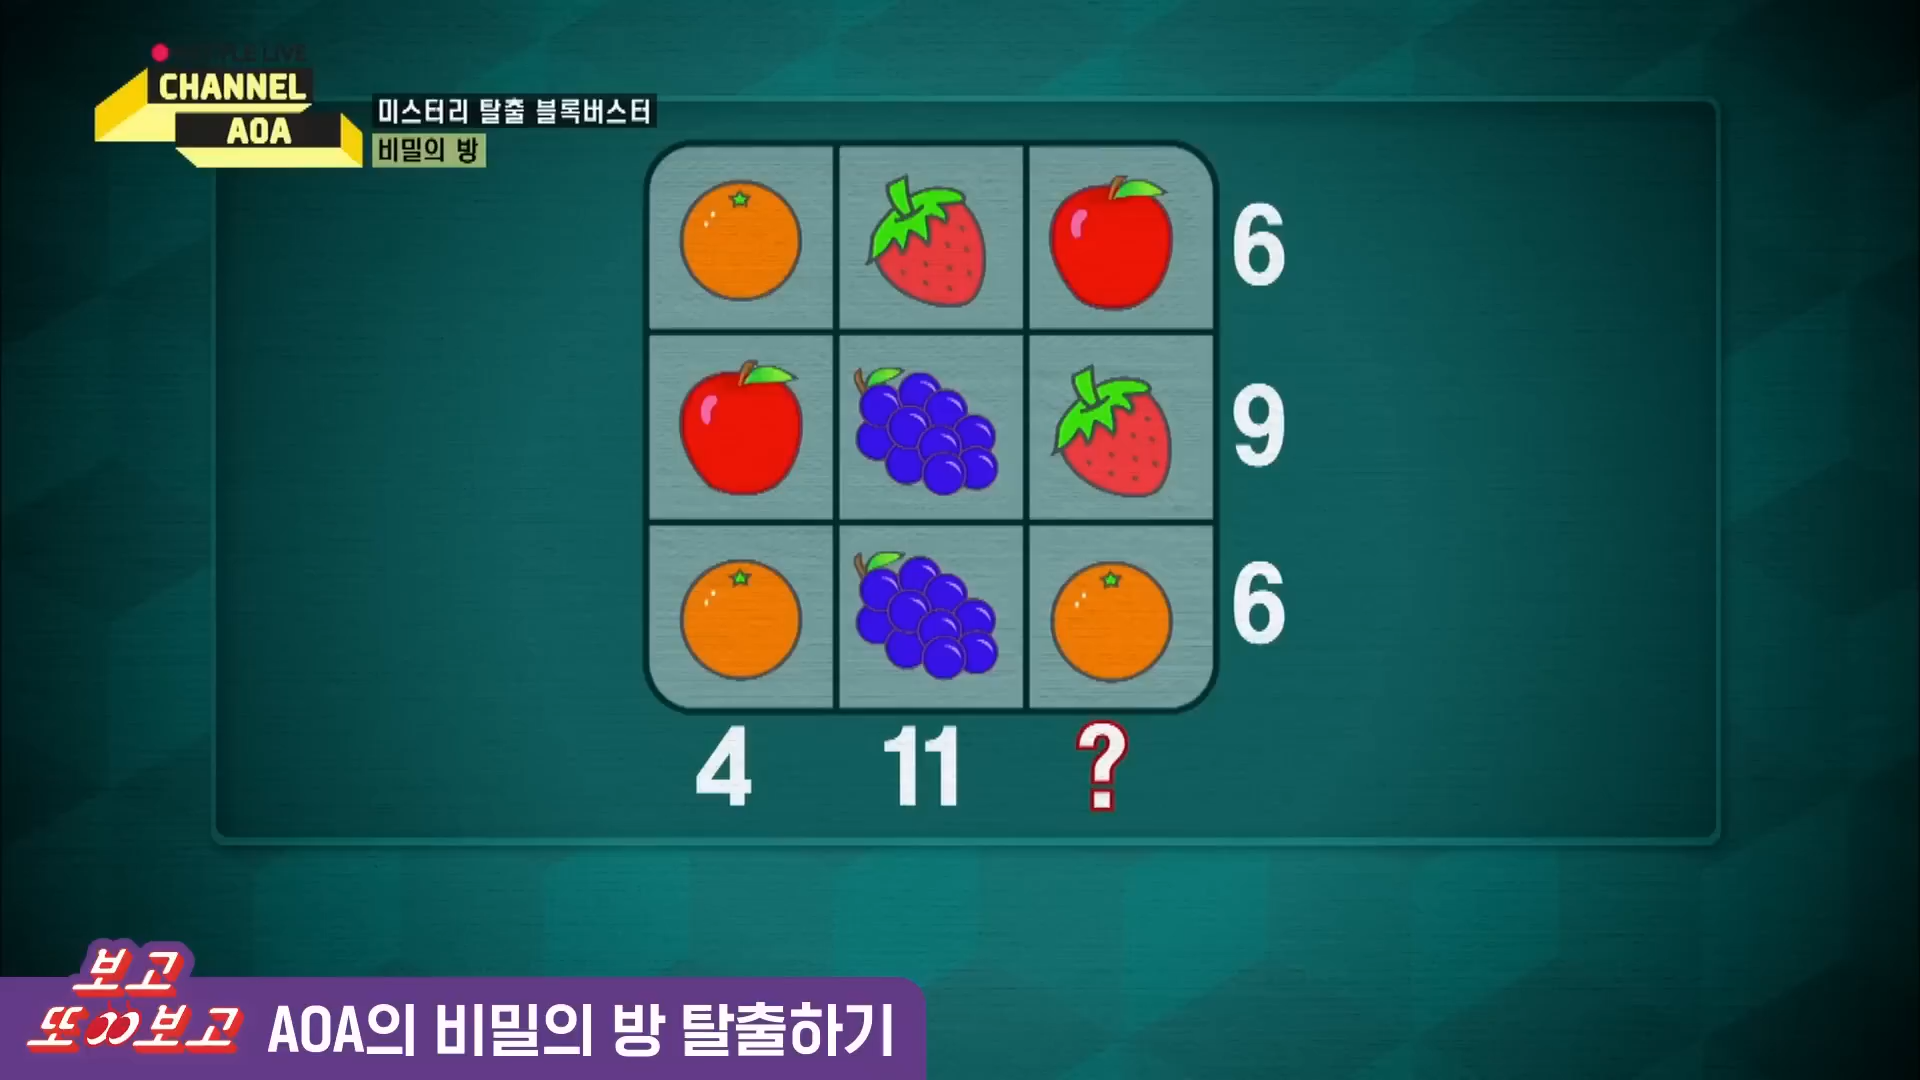 CHANNEL
AOA
미스터리 탈출 블록버스터
비밀의 방
6
9
6
4 11 ?
보고
또보고
AOA의 비밀의 방 탈출하기